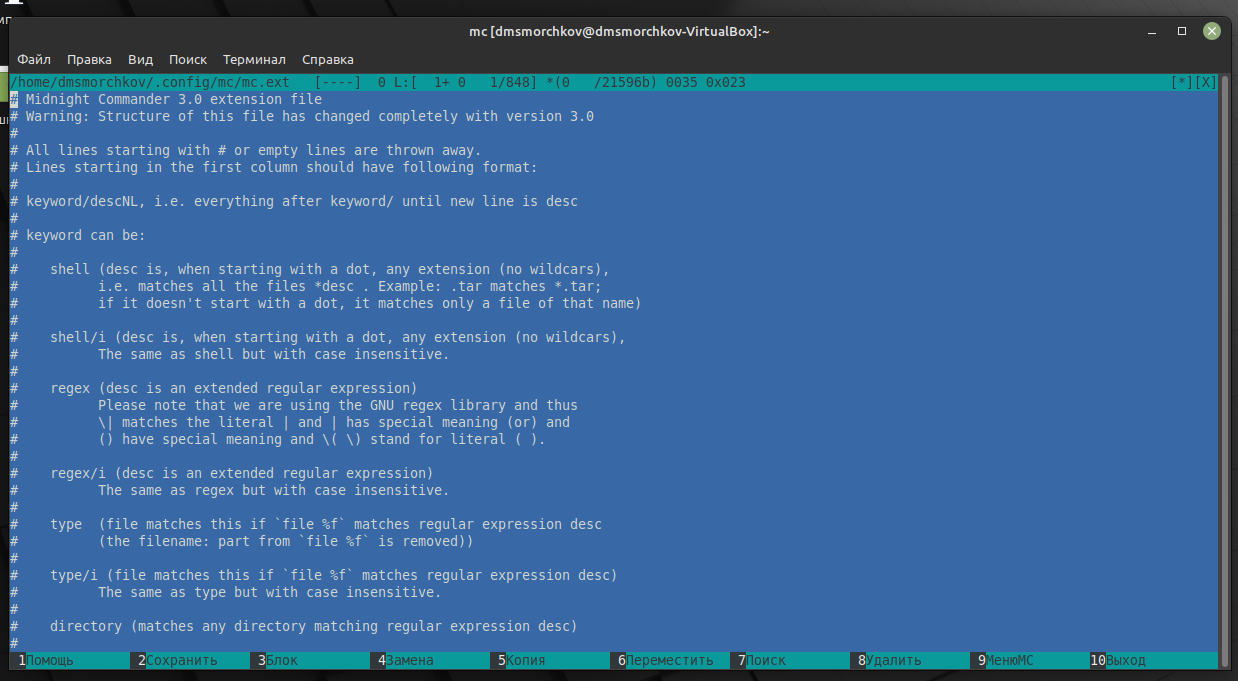 mc [dmsmorchkov@dmsmorchkov-VirtualBox]:~
Файл Правка Вид Поиск Терминал Справка
/home/dmsmorchkov/.config/mc/mc.ext [----] 0 L:[ 1+ 0 1/848] *(0 /21596b) 0035 0x023 [*][X]
# Midnight Commander 3.0 extension file
# Warning: Structure of this file has changed completely with version 3.0
#
# All lines starting with # or empty lines are thrown away.
# Lines starting in the first column should have following format:
#
# keyword/descNL, i.e. everything after keyword/ until new line is desc
#
# keyword can be:
#
#    shell (desc is, when starting with a dot, any extension (no wildcars),
#          i.e. matches all the files *desc . Example: .tar matches *.tar;
#          if it doesn't start with a dot, it matches only a file of that name)
#
#    shell/i (desc is, when starting with a dot, any extension (no wildcars),
#          The same as shell but with case insensitive.
#
#    regex (desc is an extended regular expression)
#          Please note that we are using the GNU regex library and thus
#          \| matches the literal | and | has special meaning (or) and
#          () have special meaning and \( \) stand for literal ( ).
#
#    regex/i (desc is an extended regular expression)
#          The same as regex but with case insensitive.
#
#    type  (file matches this if `file %f` matches regular expression desc
#          (the filename: part from `file %f` is removed))
#
#    type/i (file matches this if `file %f` matches regular expression desc)
#          The same as type but with case insensitive.
#
#    directory (matches any directory matching regular expression desc)
#
1Помощь 2Сохранить 3Блок 4Замена 5Копия 6Переместить 7Поиск 8Удалить 9МенюMC 10Выход